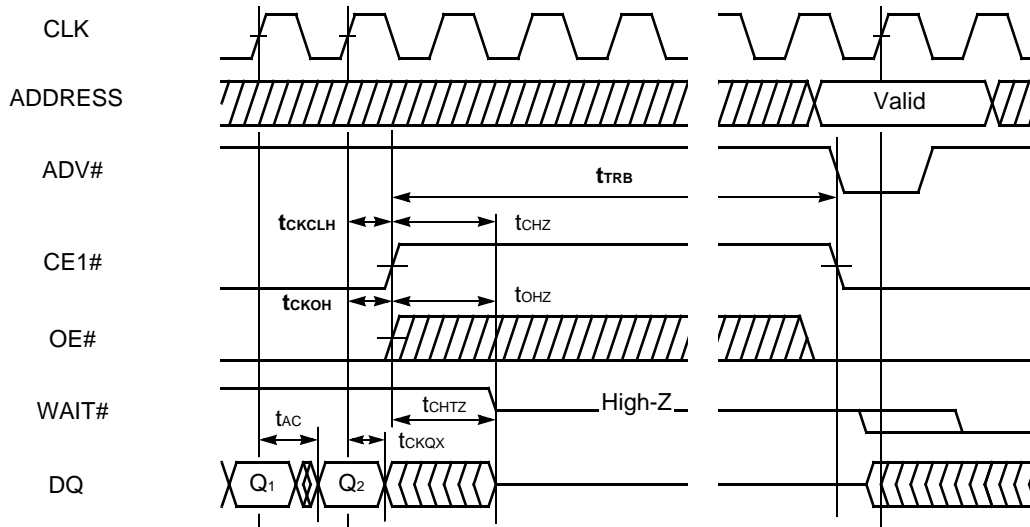 CLK
ADDRESS
Valid
ADV#
tTRB
tCKCLH
tCHZ
CE1#
tCKOH
tOHZ
OE#
WAIT#
tCHTZ
High-Z
tAC
tCKQX
DQ
Q1
Q2